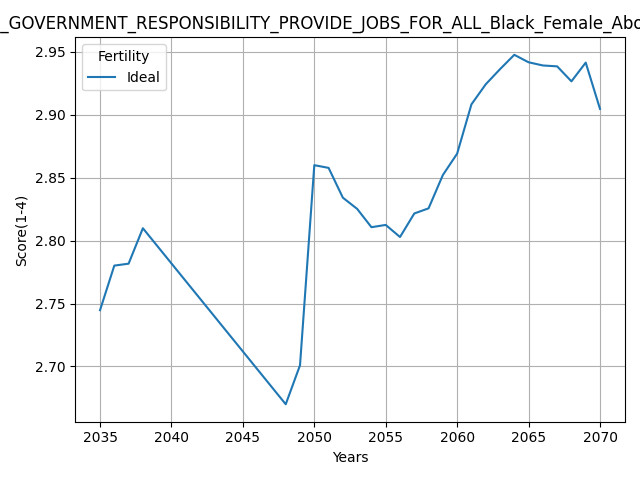 _GOVERNMENT_RESPONSIBILITY_PROVIDE_JOBS_FOR_ALL_Black_Female_Abo
Fertility
Ideal
2.95
2.90
2.85
2.80
2.75
2.70
Score(1-4)
2035 2040 2045 2050 2055 2060 2065 2070
Years